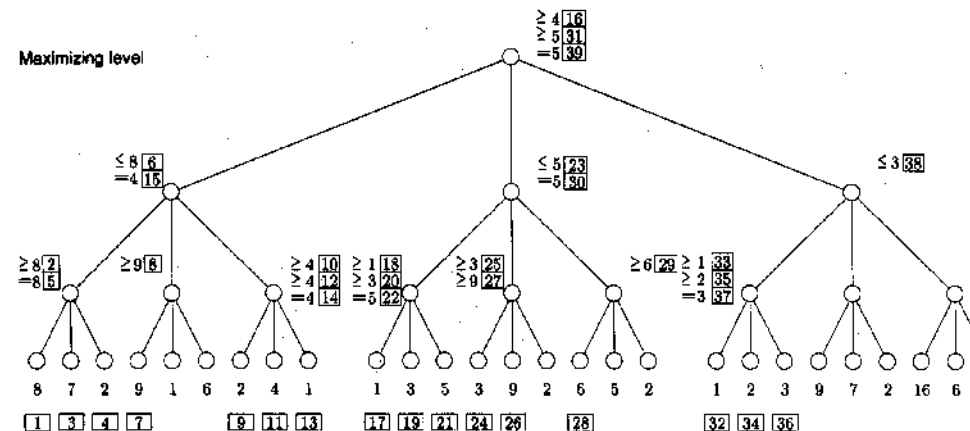 ≥ 4 16
≥ 5 31
=5 39
Maximizing level
≤ 8 6
=4 15
≤ 5 23
=5 30
≤ 3 38
≥8 2
=8 5
≥9 8
≥ 4 10
≥ 4 12
= 4 14
≥ 1 18
≥ 3 20
= 5 22
≥ 3 25
≥ 9 27
≥ 6 29
≥ 1 33
≥ 2 35
= 3 37
8 7 2 9 1 6 2 4 1 1 3 5 3 9 2 6 5 2 1 2 3 9 7 2 16 6
1 3 4 7 9 11 13 17 19 21 24 26 28 32 34 36